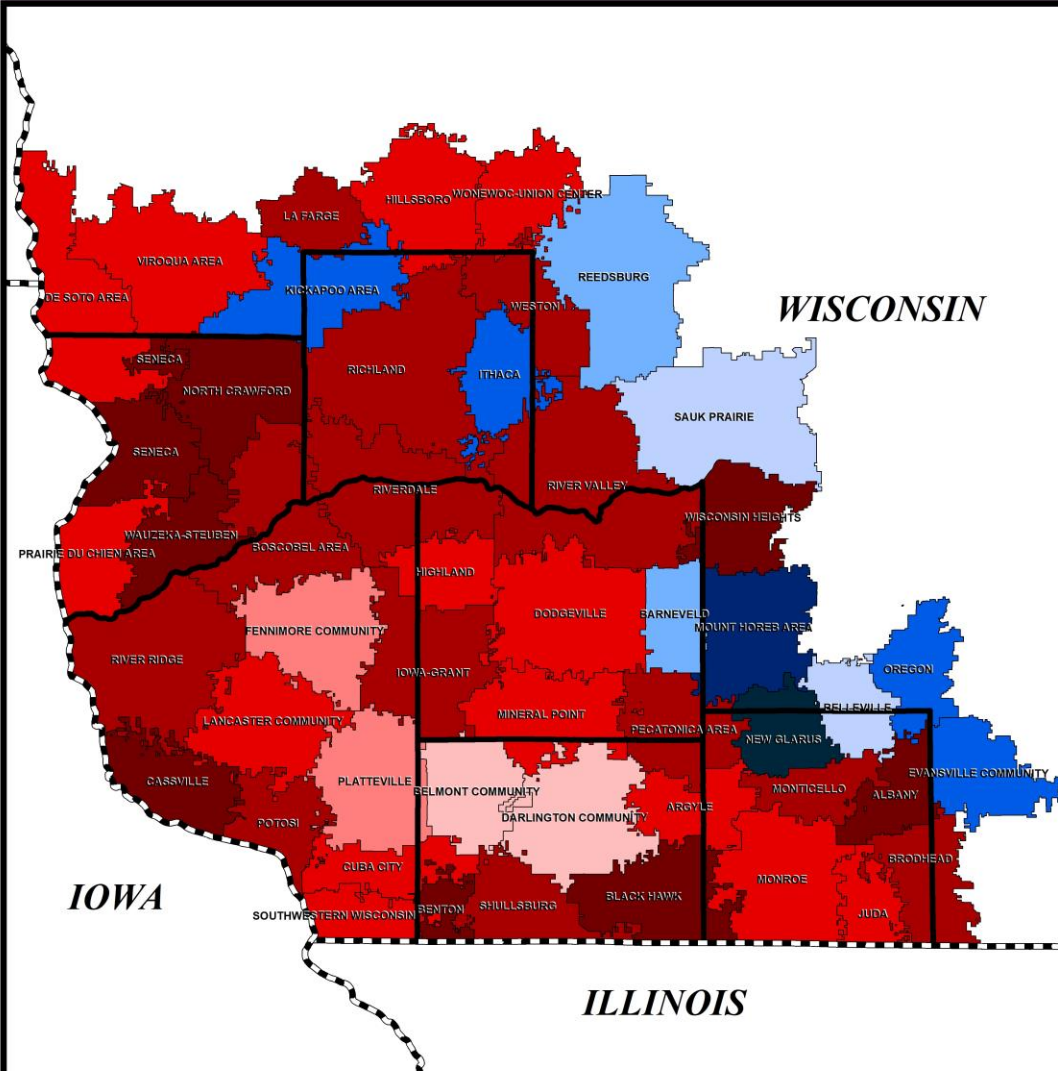 HILLSBORO
WONEWOC-UNION CENTER
LA FARGE
VIROQUA AREA
REEDSBURG
KICKAPOO AREA
DE SOTO AREA
WESTON
WISCONSIN
SENECA
RICHLAND
ITHACA
NORTH CRAWFORD
SAUK PRAIRIE
SENECA
RIVERDALE
RIVER VALLEY
WISCONSIN HEIGHTS
WAUZEKA-STEUBEN
BOSCOBEL AREA
PRAIRIE DU CHIEN AREA
HIGHLAND
DODGEVILLE
BARNEVELD
MOUNT HOREB AREA
FENNIMORE COMMUNITY
RIVER RIDGE
IOWA-GRANT
OREGON
BELLEVILLE
LANCASTER COMMUNITY
MINERAL POINT
PECATONICA AREA
NEW GLARUS
EVANSVILLE COMMUNITY
CASSVILLE
PLATTEVILLE
BELMONT COMMUNITY
MONTICELLO
ALBANY
ARGYLE
DARLINGTON COMMUNITY
POTOSI
BRODHEAD
CUBA CITY
MONROE
IOWA
BLACK HAWK
SHULLSBURG
BENTON
SOUTHWESTERN WISCONSIN
JUDA
ILLINOIS